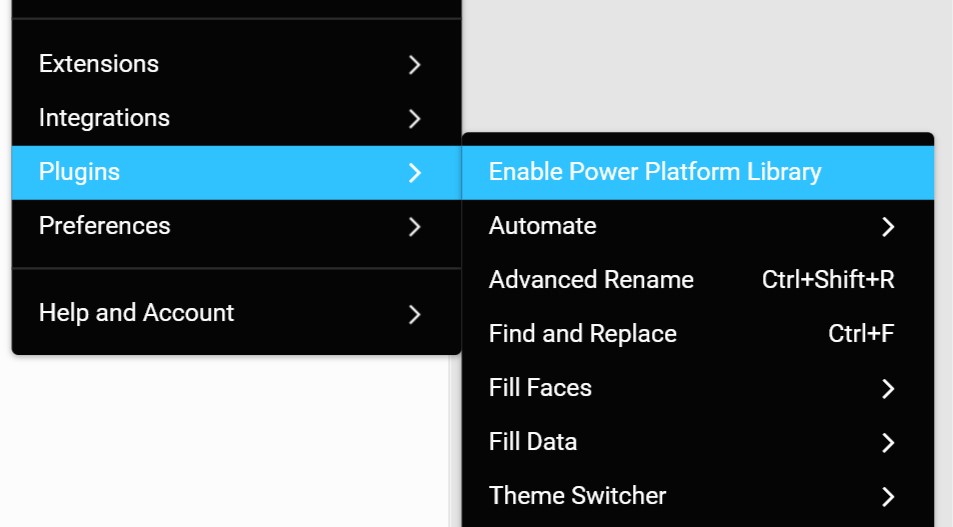 Extensions
Integrations
Plugins
Preferences
Help and Account
Enable Power Platform Library
Automate
Advanced Rename Ctrl+Shift+R
Find and Replace Ctrl+F
Fill Faces
Fill Data
Theme Switcher